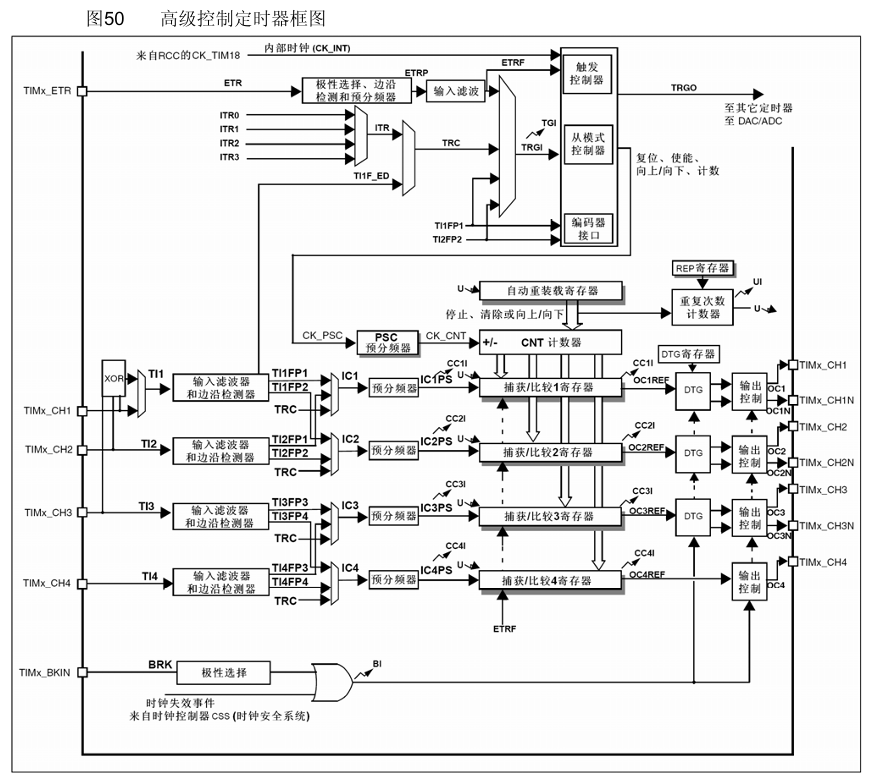 图50 高级控制定时器框图
内部时钟 (CK_INT)
来自RCC的CK_TIM18
TIMx_ETR
ETR
极性选择、边沿
检测和预分频器
ETRP
输入滤波
ETRF
触发
控制器
TRGO
至其它定时器
至 DAC/ADC
ITR0
ITR1
ITR2
ITR3
ITR
TRC
TI1F_ED
TGI
TRGI
从模式
控制器
复位、使能、
向上/向下、计数
TI1FP1
TI2FP2
编码器
接口
REP寄存器
U
自动重装载寄存器
重复次数
计数器
UI
U
停止、清除或向上/向下
CK_PSC
PSC
预分频器
CK_CNT
+/-
CNT 计数器
DTG寄存器
XOR
TI1
输入滤波器
和边沿检测器
TI1FP1
TI1FP2
TRC
IC1
预分频器
CC1I
IC1PS
U
捕获/比较1寄存器
CC1I
OC1REF
DTG
输出
控制
OC1
OC1N
TIMx_CH1
TIMx_CH1N
TIMx_CH1
TIMx_CH2
TI2
输入滤波器
和边沿检测器
TI2FP1
TI2FP2
TRC
IC2
预分频器
CC2I
IC2PS
U
捕获/比较2寄存器
CC2I
OC2REF
DTG
输出
控制
OC2
OC2N
TIMx_CH2
TIMx_CH2N
TIMx_CH3
TI3
输入滤波器
和边沿检测器
TI3FP3
TI3FP4
TRC
IC3
预分频器
CC3I
IC3PS
U
捕获/比较3寄存器
CC3I
OC3REF
DTG
输出
控制
OC3
OC3N
TIMx_CH3
TIMx_CH3N
TIMx_CH4
TI4
输入滤波器
和边沿检测器
TI4FP3
TI4FP4
TRC
IC4
预分频器
CC4I
IC4PS
U
捕获/比较4寄存器
CC4I
OC4REF
输出
控制
OC4
TIMx_CH4
ETRF
TIMx_BKIN
BRK
极性选择
BI
时钟失效事件
来自时钟控制器 CSS (时钟安全系统)